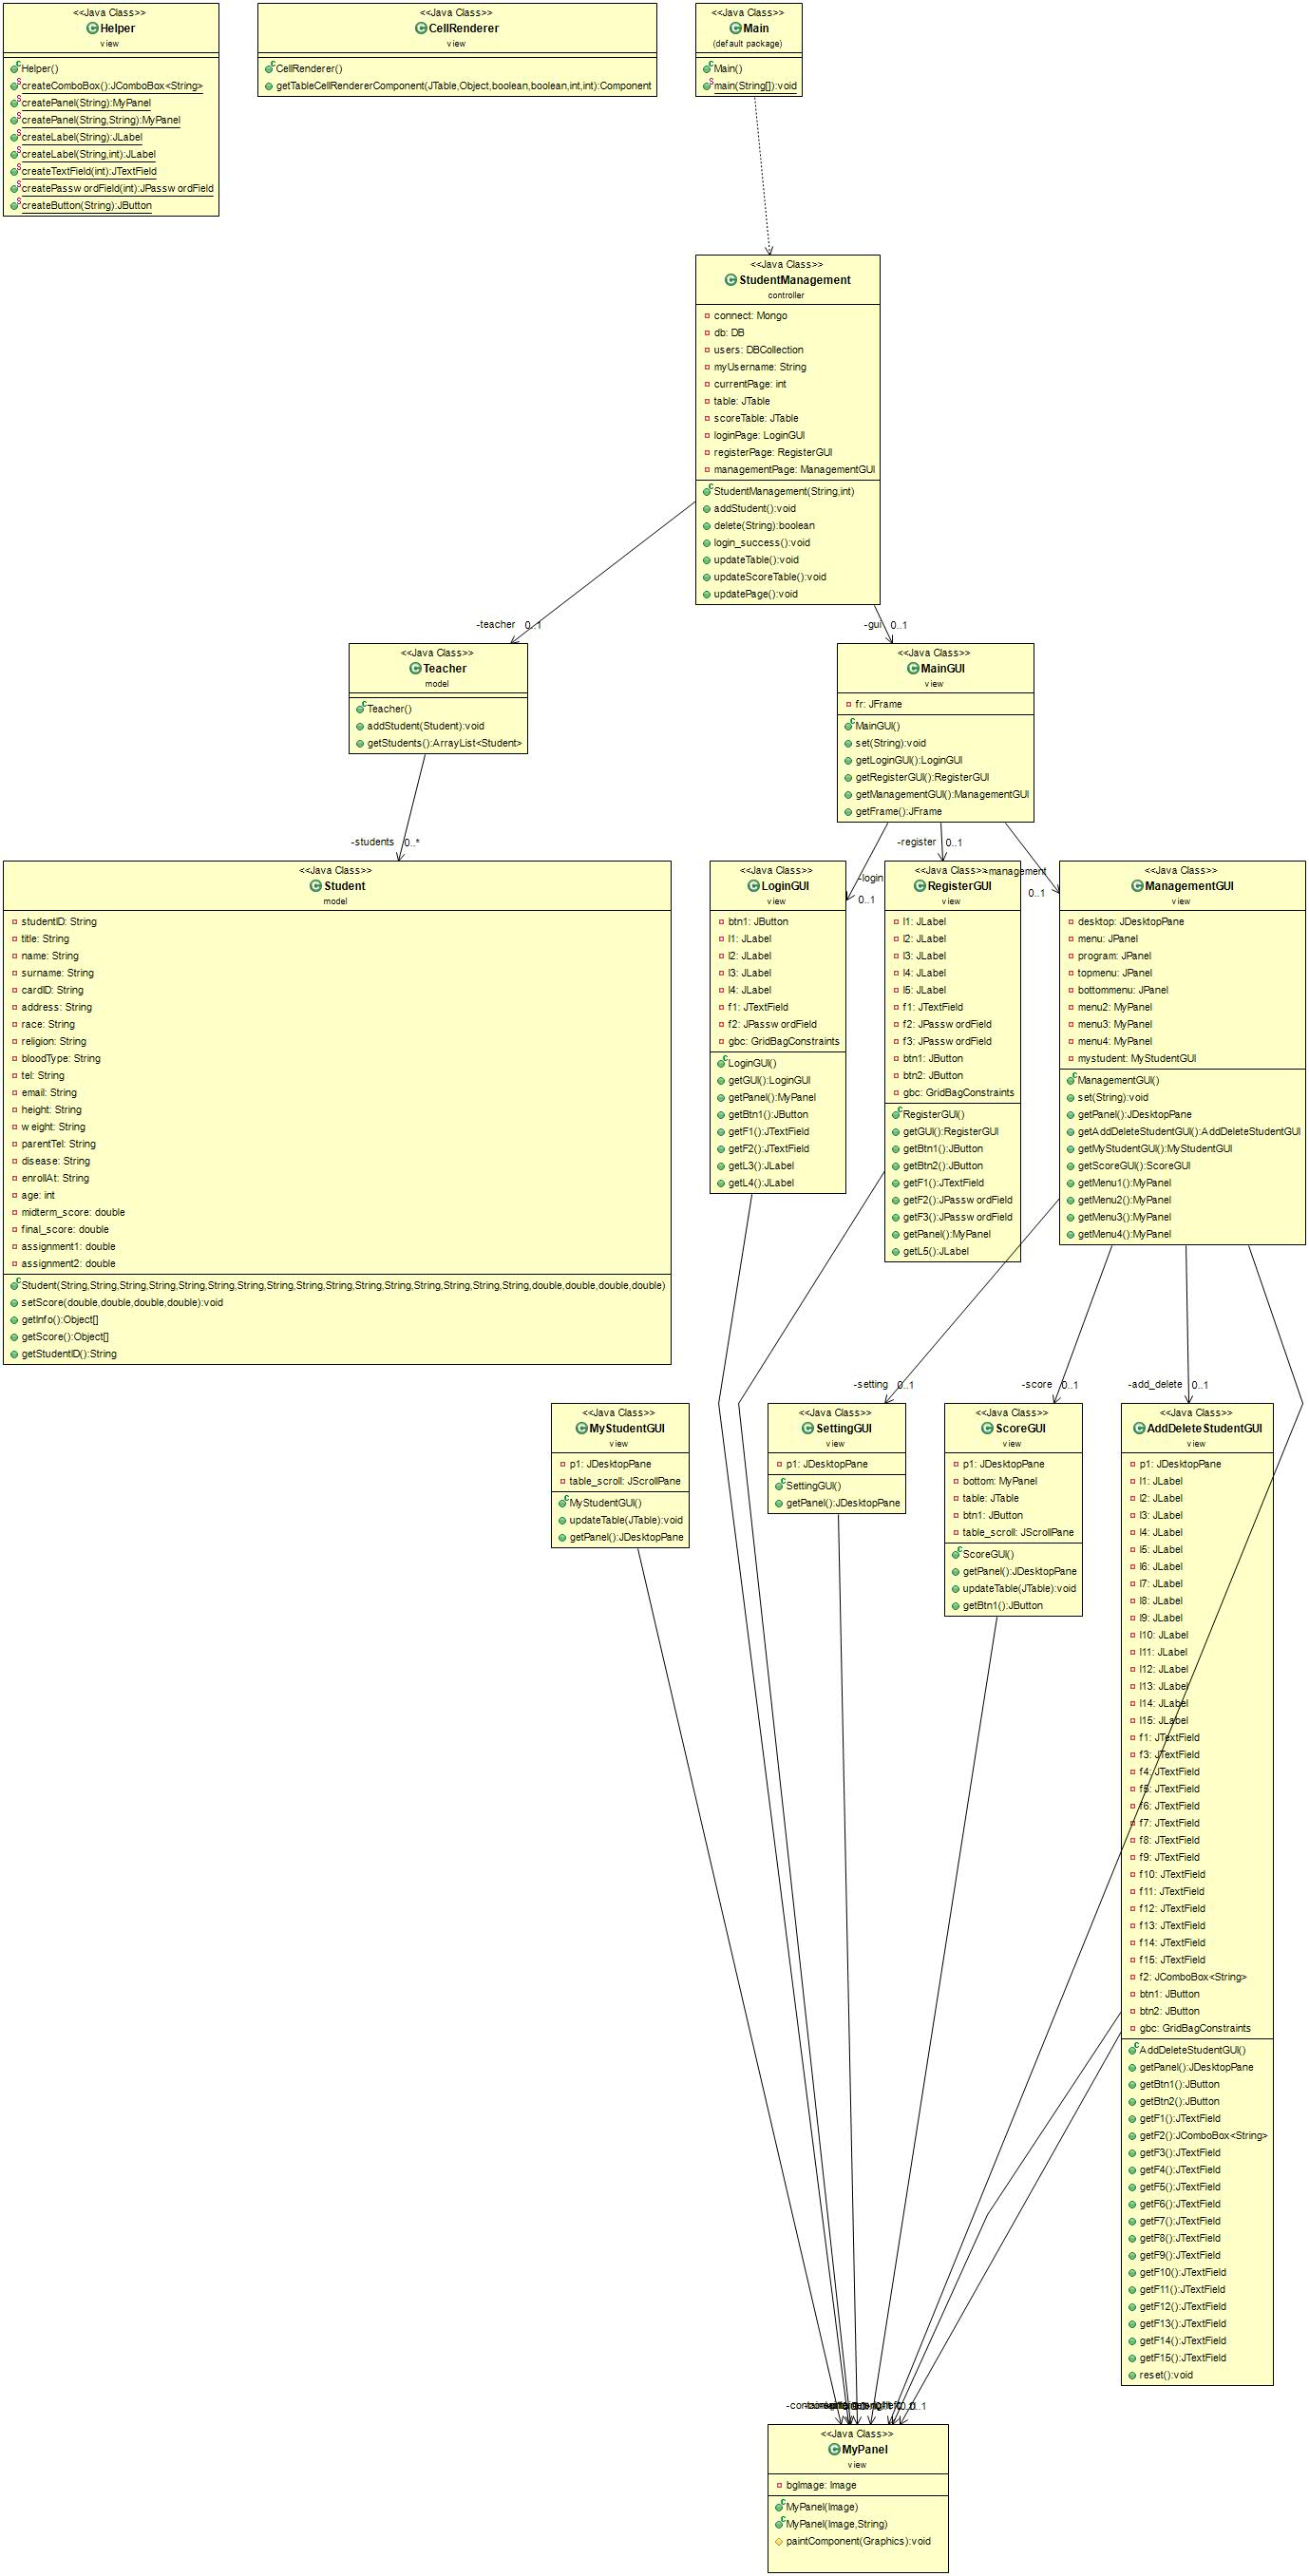 <<Java Class>>
Helper
view
Helper()
createComboBox():JComboBox<String>
createPanel(String):MyPanel
createPanel(String,String):MyPanel
createLabel(String):JLabel
createLabel(String,int):JLabel
createTextField(int):JTextField
createPasswordField(int):JPasswordField
createButton(String):JButton
<<Java Class>>
CellRenderer
view
CellRenderer()
getTableCellRendererComponent(JTable,Object,boolean,boolean,int,int):Component
<<Java Class>>
Main
(default package)
Main()
main(String[]):void
<<Java Class>>
StudentManagement
controller
connect: Mongo
db: DB
users: DBCollection
myUsername: String
currentPage: int
table: JTable
scoreTable: JTable
loginPage: LoginGUI
registerPage: RegisterGUI
managementPage: ManagementGUI
StudentManagement(String,int)
addStudent():void
delete(String):boolean
login_success():void
updateTable():void
updateScoreTable():void
updatePage():void
-teacher 0..1
-gui 0..1
<<Java Class>>
Teacher
model
Teacher()
addStudent(Student):void
getStudents():ArrayList<Student>
<<Java Class>>
MainGUI
view
fr: JFrame
MainGUI()
set(String):void
getLoginGUI():LoginGUI
getRegisterGUI():RegisterGUI
getManagementGUI():ManagementGUI
getFrame():JFrame
-students 0..*
-login 0..1
-register 0..1
-management 0..1
<<Java Class>>
Student
model
studentID: String
title: String
name: String
surname: String
cardID: String
address: String
race: String
religion: String
bloodType: String
tel: String
email: String
height: String
weight: String
parentTel: String
disease: String
enrollAt: String
age: int
midterm_score: double
final_score: double
assignment1: double
assignment2: double
Student(String,String,String,String,String,String,String,String,String,String,String,String,String,String,String,String,double,double,double,double)
setScore(double,double,double,double):void
getInfo():Object[]
getScore():Object[]
getStudentID():String
<<Java Class>>
LoginGUI
view
btn1: JButton
l1: JLabel
l2: JLabel
l3: JLabel
l4: JLabel
f1: JTextField
f2: JPasswordField
gbc: GridBagConstraints
LoginGUI()
getGUI():LoginGUI
getPanel():MyPanel
getBtn1():JButton
getF1():JTextField
getF2():JTextField
getL3():JLabel
getL4():JLabel
<<Java Class>>
RegisterGUI
view
l1: JLabel
l2: JLabel
l3: JLabel
l4: JLabel
l5: JLabel
f1: JTextField
f2: JPasswordField
f3: JPasswordField
btn1: JButton
btn2: JButton
gbc: GridBagConstraints
RegisterGUI()
getGUI():RegisterGUI
getBtn1():JButton
getBtn2():JButton
getF1():JTextField
getF2():JPasswordField
getF3():JPasswordField
getPanel():MyPanel
getL5():JLabel
<<Java Class>>
ManagementGUI
view
desktop: JDesktopPane
menu: JPanel
program: JPanel
topmenu: JPanel
bottommenu: JPanel
menu2: MyPanel
menu3: MyPanel
menu4: MyPanel
mystudent: MyStudentGUI
ManagementGUI()
set(String):void
getPanel():JDesktopPane
getAddDeleteStudentGUI():AddDeleteStudentGUI
getMyStudentGUI():MyStudentGUI
getScoreGUI():ScoreGUI
getMenu1():MyPanel
getMenu2():MyPanel
getMenu3():MyPanel
getMenu4():MyPanel
-setting 0..1
-score 0..1
-add_delete 0..1
<<Java Class>>
MyStudentGUI
view
p1: JDesktopPane
table_scroll: JScrollPane
MyStudentGUI()
updateTable(JTable):void
getPanel():JDesktopPane
<<Java Class>>
SettingGUI
view
p1: JDesktopPane
SettingGUI()
getPanel():JDesktopPane
<<Java Class>>
ScoreGUI
view
p1: JDesktopPane
bottom: MyPanel
table: JTable
btn1: JButton
table_scroll: JScrollPane
ScoreGUI()
getPanel():JDesktopPane
updateTable(JTable):void
getBtn1():JButton
<<Java Class>>
AddDeleteStudentGUI
view
p1: JDesktopPane
l1: JLabel
l2: JLabel
l3: JLabel
l4: JLabel
l5: JLabel
l6: JLabel
l7: JLabel
l8: JLabel
l9: JLabel
l10: JLabel
l11: JLabel
l12: JLabel
l13: JLabel
l14: JLabel
l15: JLabel
f1: JTextField
f3: JTextField
f4: JTextField
f5: JTextField
f6: JTextField
f7: JTextField
f8: JTextField
f9: JTextField
f10: JTextField
f11: JTextField
f12: JTextField
f13: JTextField
f14: JTextField
f15: JTextField
f2: JComboBox<String>
btn1: JButton
btn2: JButton
gbc: GridBagConstraints
AddDeleteStudentGUI()
getPanel():JDesktopPane
getBtn1():JButton
getBtn2():JButton
getF1():JTextField
getF2():JComboBox<String>
getF3():JTextField
getF4():JTextField
getF5():JTextField
getF6():JTextField
getF7():JTextField
getF8():JTextField
getF9():JTextField
getF10():JTextField
getF11():JTextField
getF12():JTextField
getF13():JTextField
getF14():JTextField
getF15():JTextField
reset():void
<<Java Class>>
MyPanel
view
bgImage: Image
MyPanel(Image)
MyPanel(Image,String)
paintComponent(Graphics):void